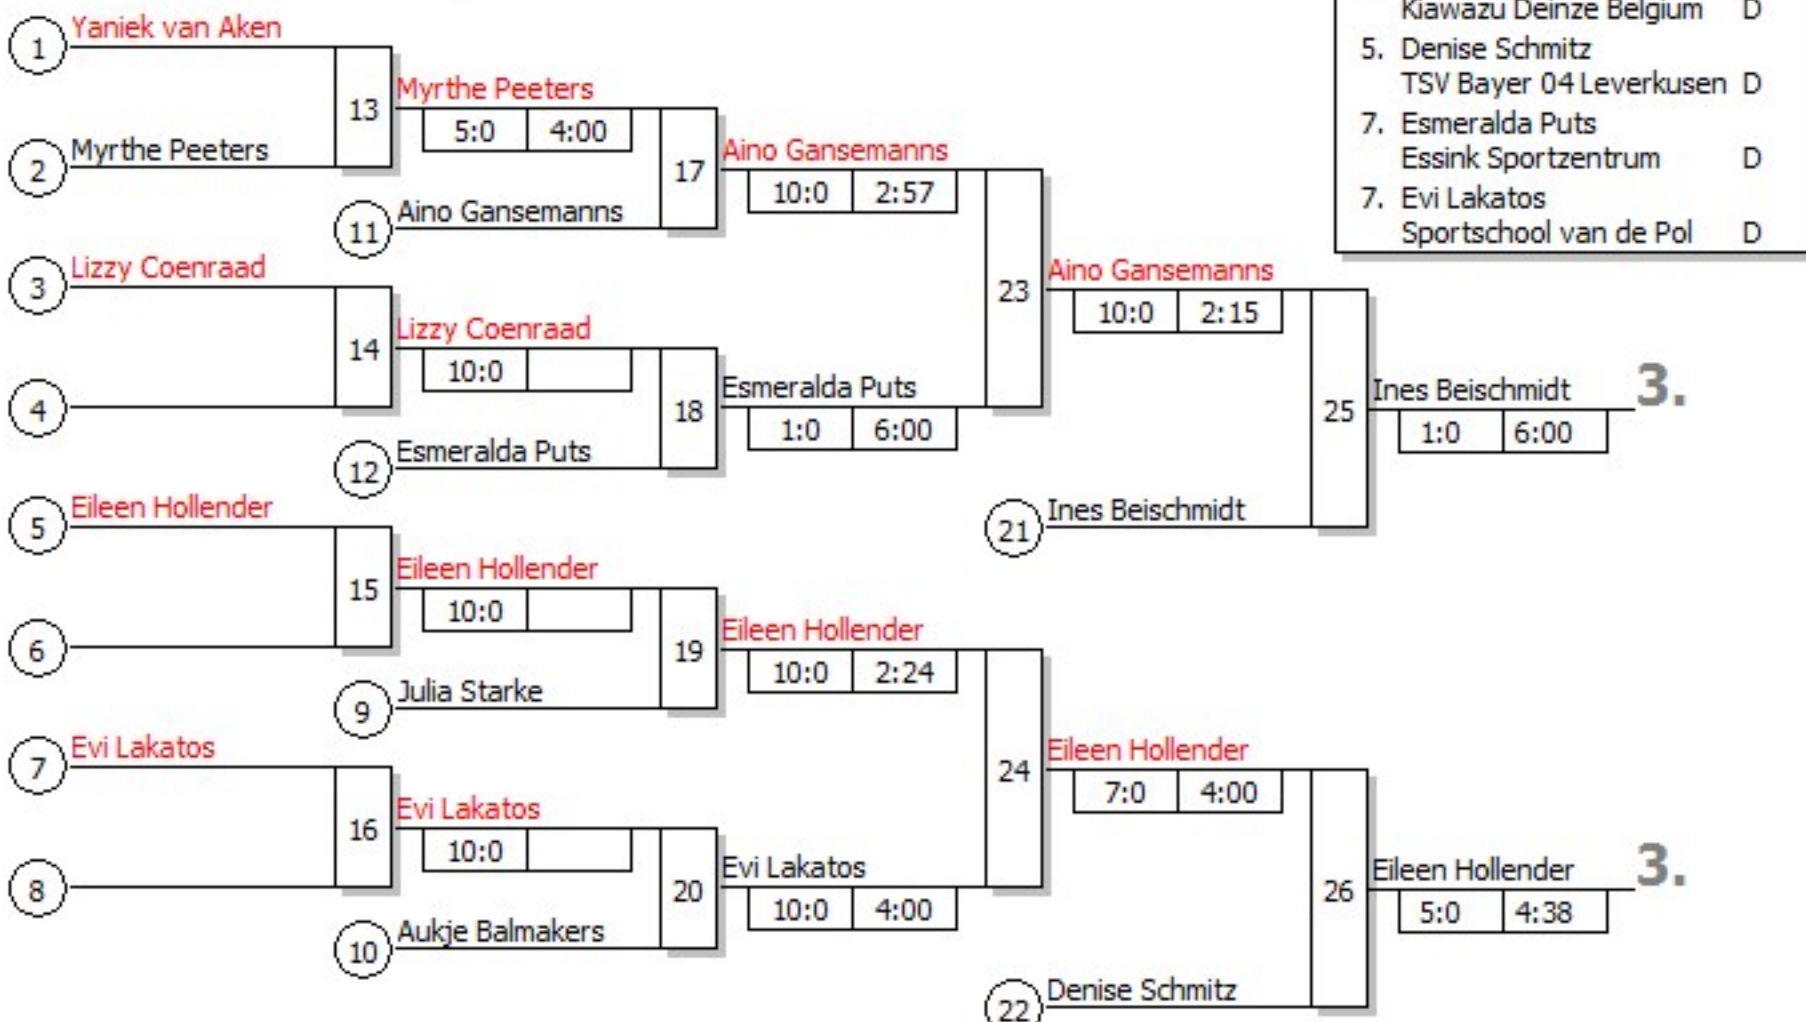 Kiawazu Deinze Belgium D
5. Denise Schmitz
TSV Bayer 04 Leverkusen D
7. Esmeralda Puts
Essink Sportzentrum D
7. Evi Lakatos
Sportschool van de Pol D
1 Yaniek van Aken
13 Myrthe Peeters
5:0 4:00
2 Myrthe Peeters
17 Aino Gansemanns
10:0 2:57
11 Aino Gansemanns
3 Lizzy Coenraad
23 Aino Gansemanns
10:0 2:15
14 Lizzy Coenraad
10:0
4
18 Esmeralda Puts
1:0 6:00
12 Esmeralda Puts
25 Ines Beischmidt 3.
1:0 6:00
5 Eileen Hollender
21 Ines Beischmidt
15 Eileen Hollender
10:0
6
19 Eileen Hollender
10:0 2:24
9 Julia Starke
7 Evi Lakatos
24 Eileen Hollender
7:0 4:00
16 Evi Lakatos
10:0
8
20 Evi Lakatos
10:0 4:00
10 Aukje Balmakers
26 Eileen Hollender 3.
5:0 4:38
22 Denise Schmitz